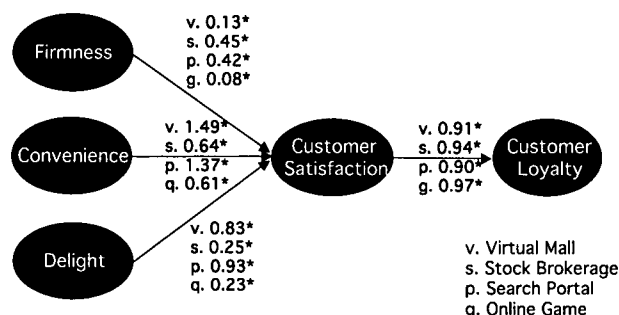 Firmness
v. 0.13*
s. 0.45*
p. 0.42*
g. 0.08*
Convenience
v. 1.49*
s. 0.64*
p. 1.37*
q. 0.61*
Customer
Satisfaction
v. 0.91*
s. 0.94*
p. 0.90*
g. 0.97*
Customer
Loyalty
Delight
v. 0.83*
s. 0.25*
p. 0.93*
q. 0.23*
v. Virtual Mall
s. Stock Brokerage
p. Search Portal
g. Online Game